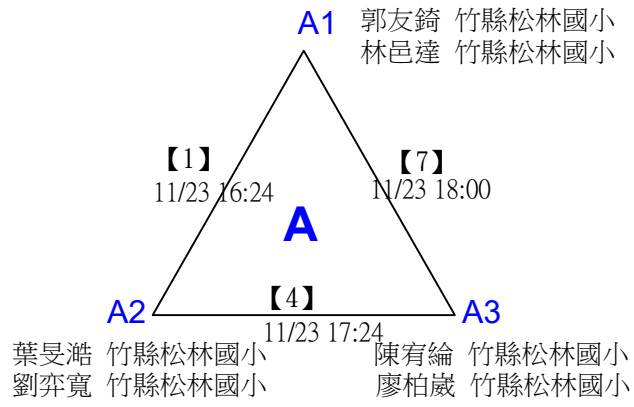 A1 郭友錡 竹縣松林國小
林邑達 竹縣松林國小
【1】
11/23 16:24
【7】
11/23 18:00
A
【4】
11/23 17:24
A2
A3
葉旻澔 竹縣松林國小
劉弈寬 竹縣松林國小
陳宥綸 竹縣松林國小
廖柏崴 竹縣松林國小